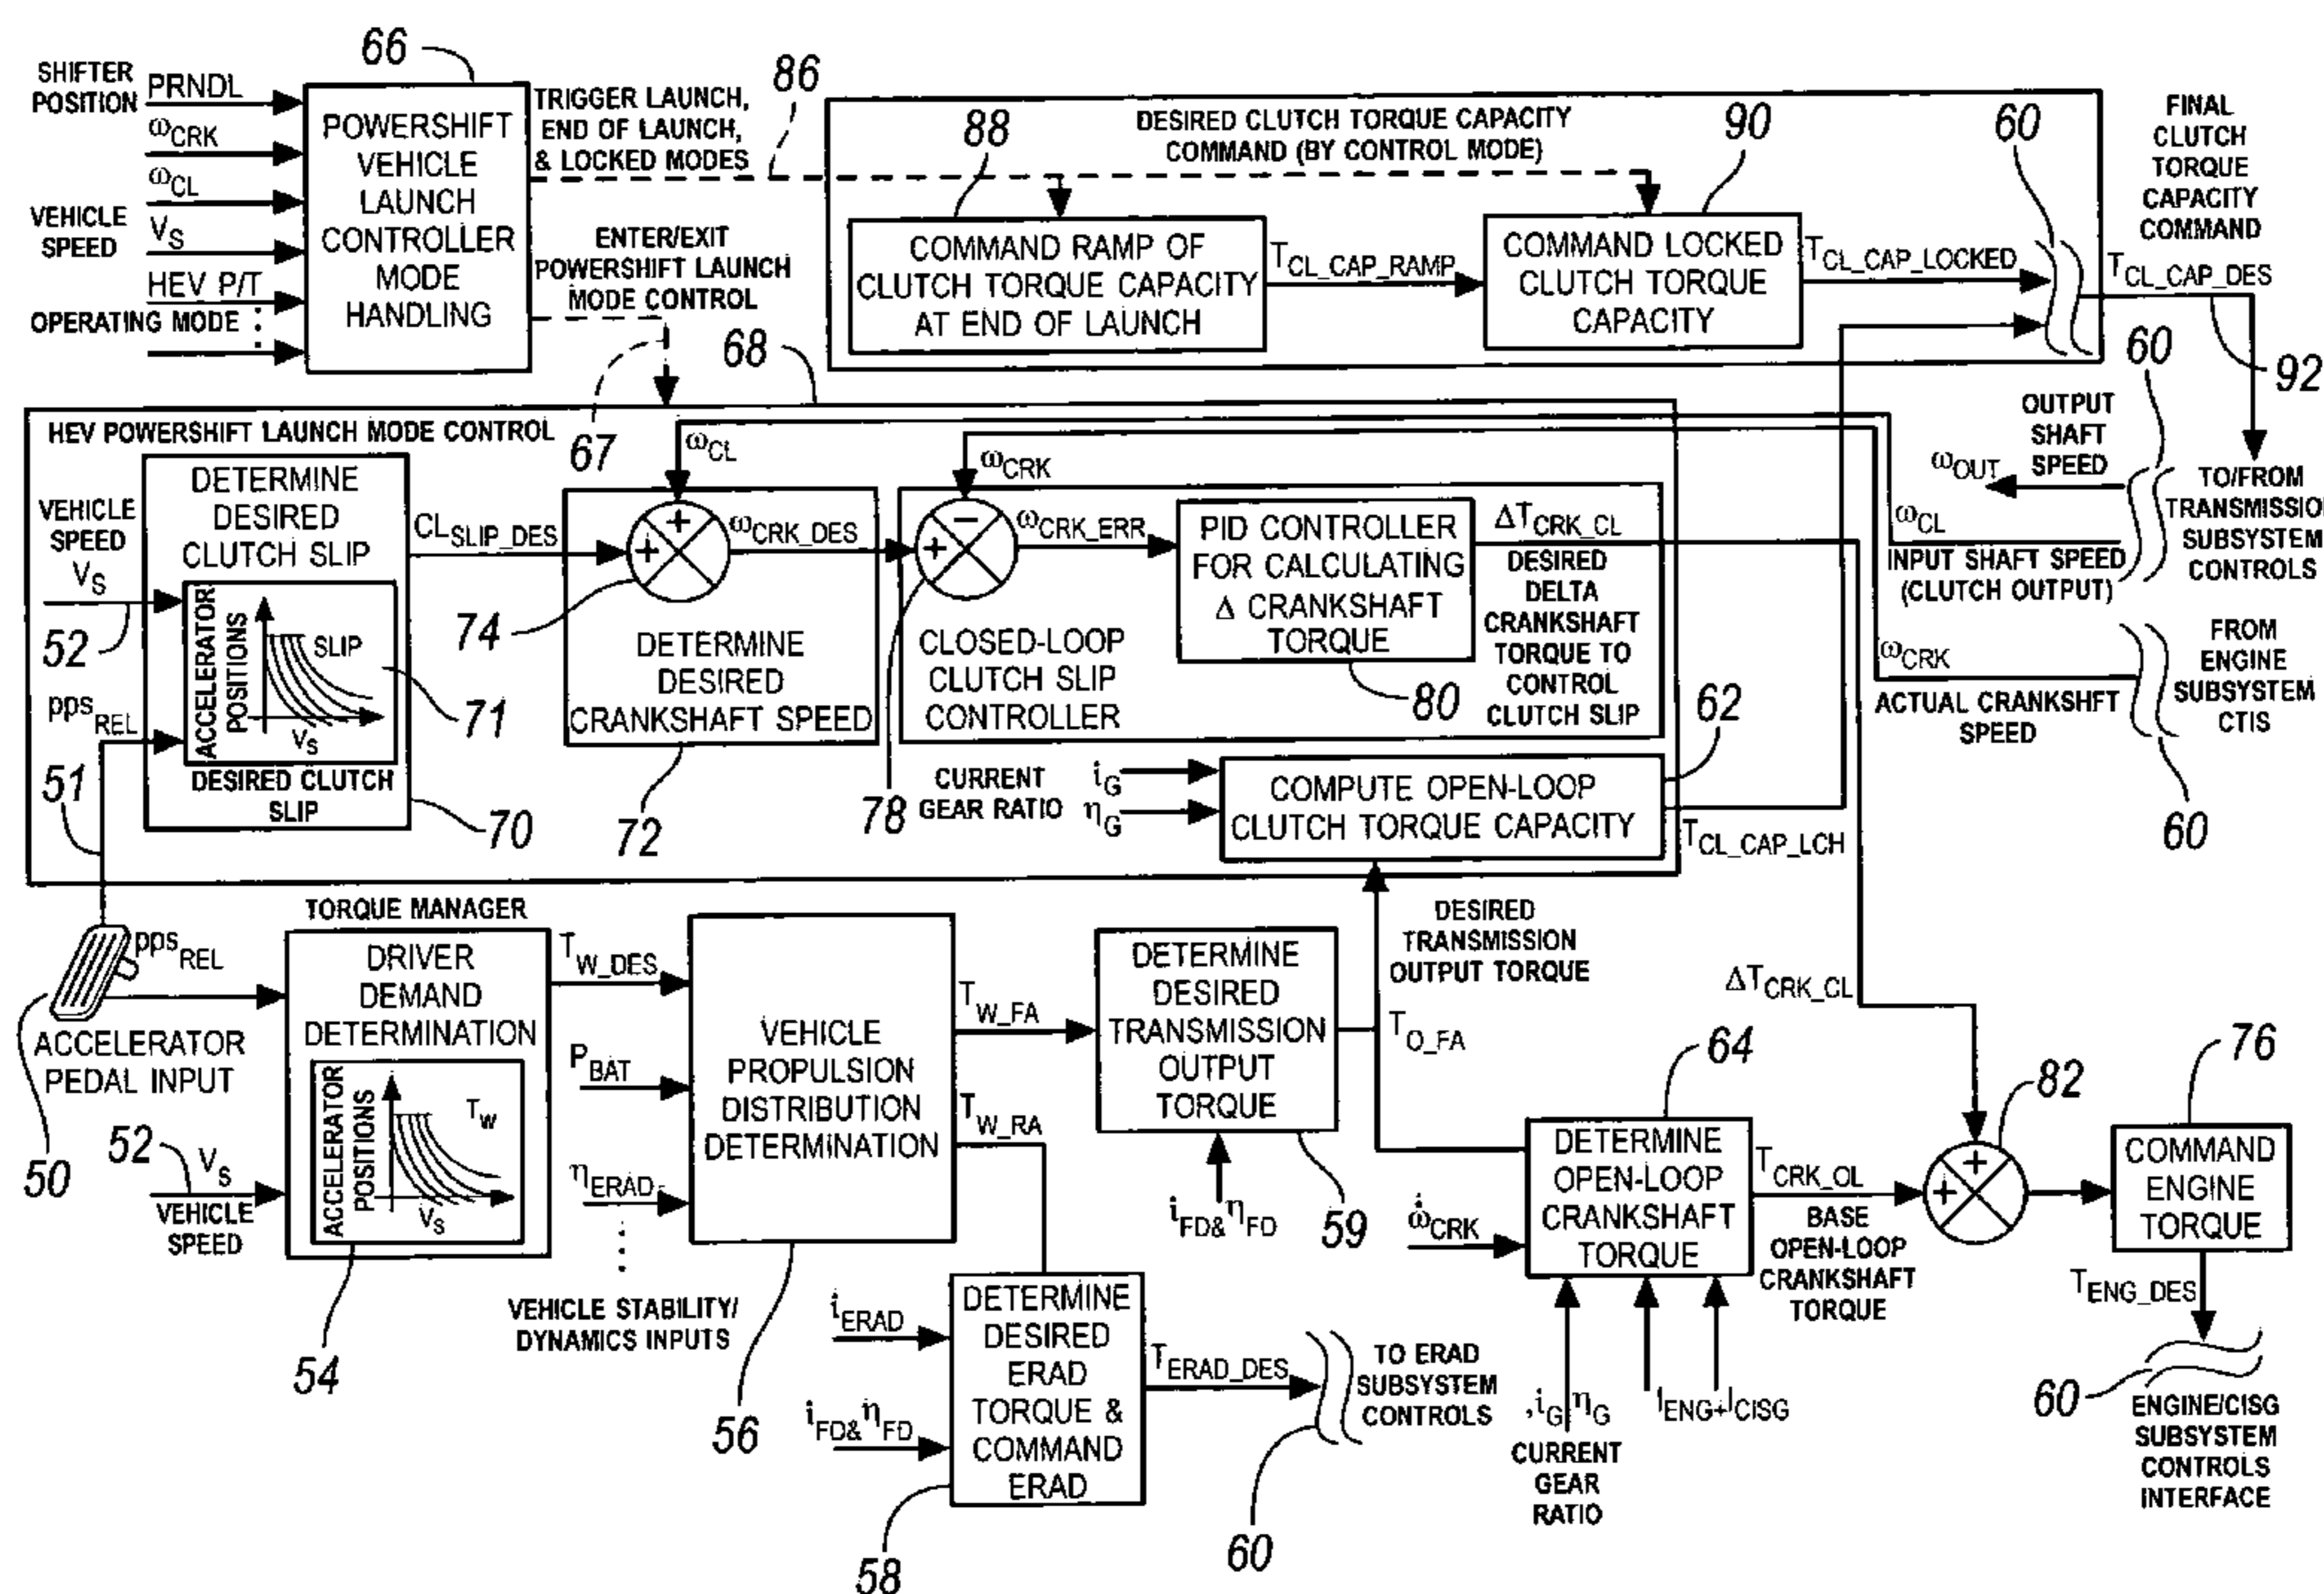 66
SHIFTER
POSITION
PRNDL
ωCRK
ωCL
VEHICLE
SPEED
VS
HEV P/T
OPERATING MODE
POWERSHIFT
VEHICLE
LAUNCH
CONTROLLER
MODE
HANDLING
TRIGGER LAUNCH,
END OF LAUNCH,
& LOCKED MODES
86
ENTER/EXIT
POWERSHIFT LAUNCH
MODE CONTROL
67
68
DESIRED CLUTCH TORQUE CAPACITY
COMMAND (BY CONTROL MODE)
88
90
60
COMMAND RAMP OF
CLUTCH TORQUE CAPACITY
AT END OF LAUNCH
TCL_CAP_RAMP
COMMAND LOCKED
CLUTCH TORQUE
CAPACITY
TCL_CAP_LOCKED
FINAL
CLUTCH
TORQUE
CAPACITY
COMMAND
TCL_CAP_DES
92
HEV POWERSHIFT LAUNCH MODE CONTROL
VEHICLE
SPEED
VS
52
ppsREL
51
DETERMINE
DESIRED
CLUTCH SLIP
ACCELERATOR
POSITIONS
SLIP
VS
71
DESIRED CLUTCH
SLIP
70
CLSLIP_DES
ωCL
+
+
74
ωCRK_DES
DETERMINE
DESIRED
CRANKSHAFT SPEED
72
ωCRK
−
+
78
ωCRK_ERR
CLOSED-LOOP
CLUTCH SLIP
CONTROLLER
PID CONTROLLER
FOR CALCULATING
Δ CRANKSHAFT
TORQUE
80
ΔTCRK_CL
DESIRED
DELTA
CRANKSHAFT
TORQUE TO
CONTROL
CLUTCH SLIP
62
CURRENT
GEAR RATIO
iG
ηG
COMPUTE OPEN-LOOP
CLUTCH TORQUE CAPACITY
TCL_CAP_LCH
OUTPUT
SHAFT
SPEED
ωOUT
60
TO/FROM
TRANSMISSION
SUBSYSTEM
CONTROLS
ωCL
INPUT SHAFT SPEED
(CLUTCH OUTPUT)
ωCRK
ACTUAL CRANKSHFT
SPEED
FROM
ENGINE
SUBSYSTEM
CTIS
60
50
ppsREL
ACCELERATOR
PEDAL INPUT
52
VS
VEHICLE
SPEED
TORQUE MANAGER
DRIVER
DEMAND
DETERMINATION
ACCELERATOR
POSITIONS
TW
VS
54
TW_DES
PBAT
ηERAD
VEHICLE STABILITY/
DYNAMICS INPUTS
VEHICLE
PROPULSION
DISTRIBUTION
DETERMINATION
56
TW_FA
TW_RA
DETERMINE
DESIRED
TRANSMISSION
OUTPUT
TORQUE
iFD& ηFD
59
DESIRED
TRANSMISSION
OUTPUT TORQUE
TO_FA
iERAD
iFD& ηFD
DETERMINE
DESIRED
ERAD
TORQUE &
COMMAND
ERAD
58
TERAD_DES
TO ERAD
SUBSYSTEM
CONTROLS
60
64
ω̇CRK
DETERMINE
OPEN-LOOP
CRANKSHAFT
TORQUE
,iG ηG
CURRENT
GEAR
RATIO
IENG+ICISG
TCRK_OL
BASE
OPEN-LOOP
CRANKSHAFT
TORQUE
ΔTCRK_CL
+
+
82
76
COMMAND
ENGINE
TORQUE
TENG_DES
60
ENGINE/CISG
SUBSYSTEM
CONTROLS
INTERFACE